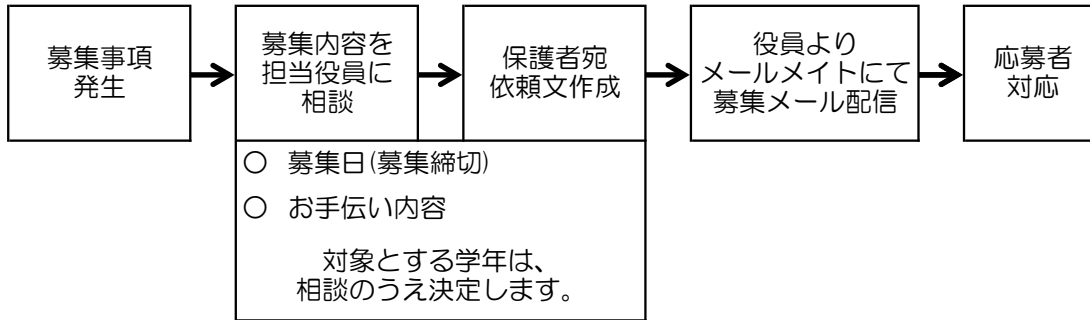 募集事項
発生
募集内容を
担当役員に
相談
保護者宛
依頼文作成
役員より
メールメイトにて
募集メール配信
応募者
対応
○ 募集日(募集締切)
○ お手伝い内容
対象とする学年は、
相談のうえ決定します。